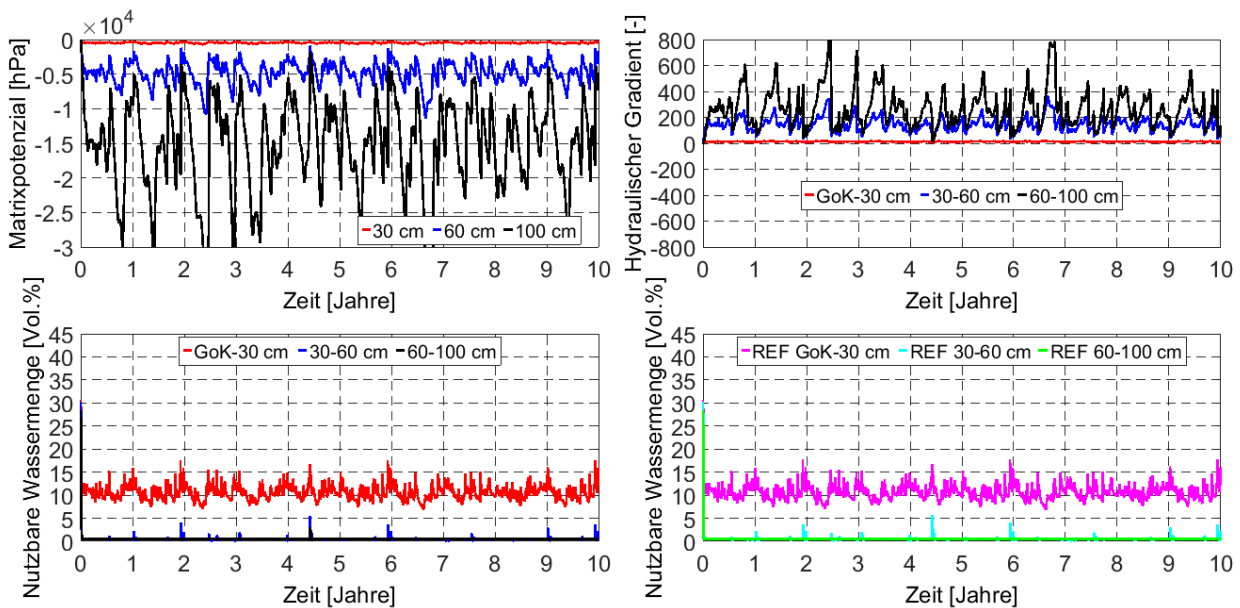 ×10⁴
Matrixpotenzial [hPa]
0
-0.5
-1
-1.5
-2
-2.5
-3
30 cm 60 cm 100 cm
0 1 2 3 4 5 6 7 8 9 10
Zeit [Jahre]
Hydraulischer Gradient [-]
800
600
400
200
0
-200
-400
-600
-800
GoK-30 cm 30-60 cm 60-100 cm
0 1 2 3 4 5 6 7 8 9 10
Zeit [Jahre]
Nutzbare Wassermenge [Vol.%]
45
40
35
30
25
20
15
10
5
0
GoK-30 cm 30-60 cm 60-100 cm
0 1 2 3 4 5 6 7 8 9 10
Zeit [Jahre]
Nutzbare Wassermenge [Vol.%]
45
40
35
30
25
20
15
10
5
0
REF GoK-30 cm REF 30-60 cm REF 60-100 cm
0 1 2 3 4 5 6 7 8 9 10
Zeit [Jahre]